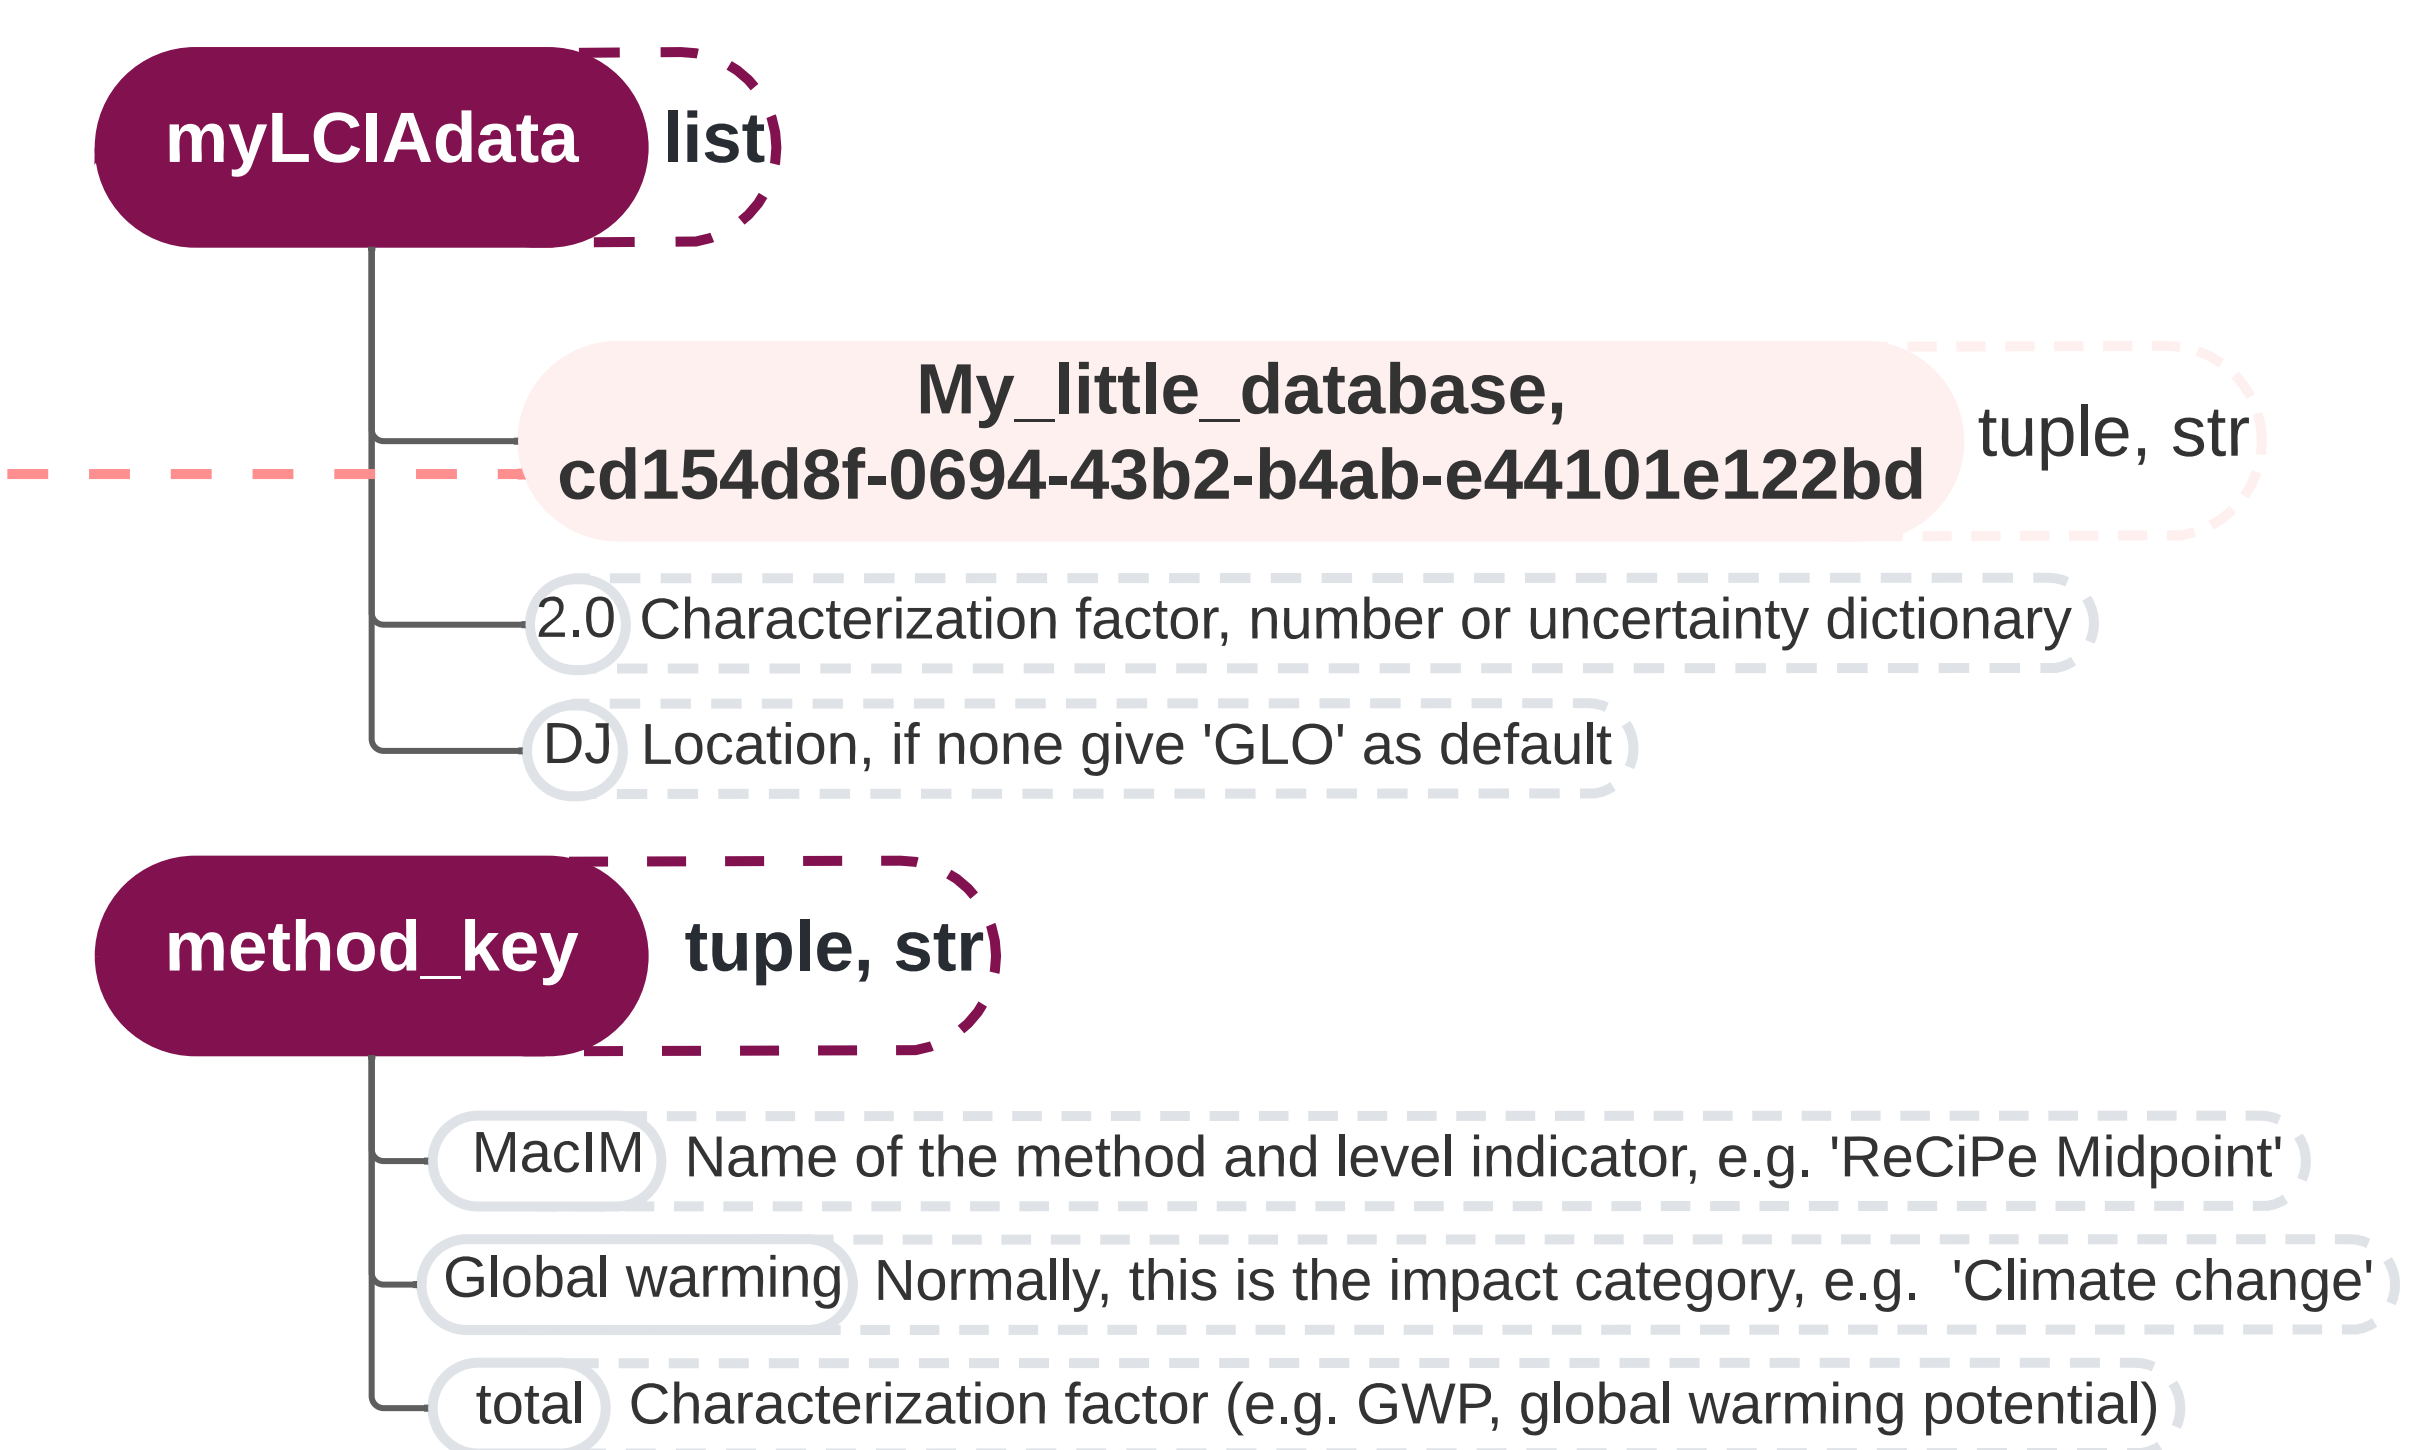 myLCIAdata list
My_little_database,
cd154d8f-0694-43b2-b4ab-e44101e122bd
tuple, str
2.0 Characterization factor, number or uncertainty dictionary
DJ Location, if none give 'GLO' as default
method_key tuple, str
MacIM Name of the method and level indicator, e.g. 'ReCiPe Midpoint'
Global warming Normally, this is the impact category, e.g. 'Climate change'
total Characterization factor (e.g. GWP, global warming potential)